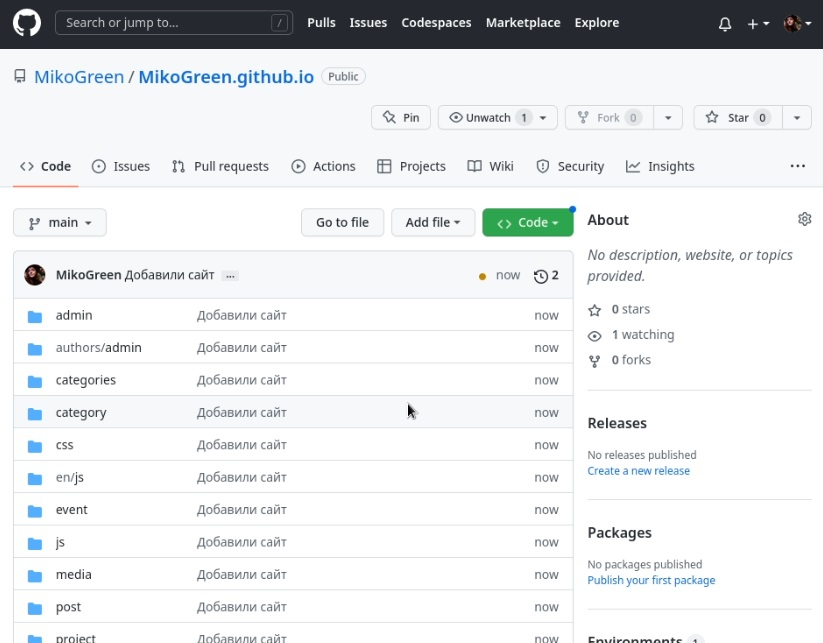 Search or jump to... / Pulls Issues Codespaces Marketplace Explore
MikoGreen / MikoGreen.github.io Public
Pin Unwatch 1 Fork 0 Star 0
Code Issues Pull requests Actions Projects Wiki Security Insights ...
main Go to file Add file Code
MikoGreen Добавили сайт ... now 2
admin Добавили сайт now
authors/admin Добавили сайт now
categories Добавили сайт now
category Добавили сайт now
css Добавили сайт now
en/js Добавили сайт now
event Добавили сайт now
js Добавили сайт now
media Добавили сайт now
post Добавили сайт now
project Добавили сайт now
About
No description, website, or topics
provided.
0 stars
1 watching
0 forks
Releases
No releases published
Create a new release
Packages
No packages published
Publish your first package
Environments 1